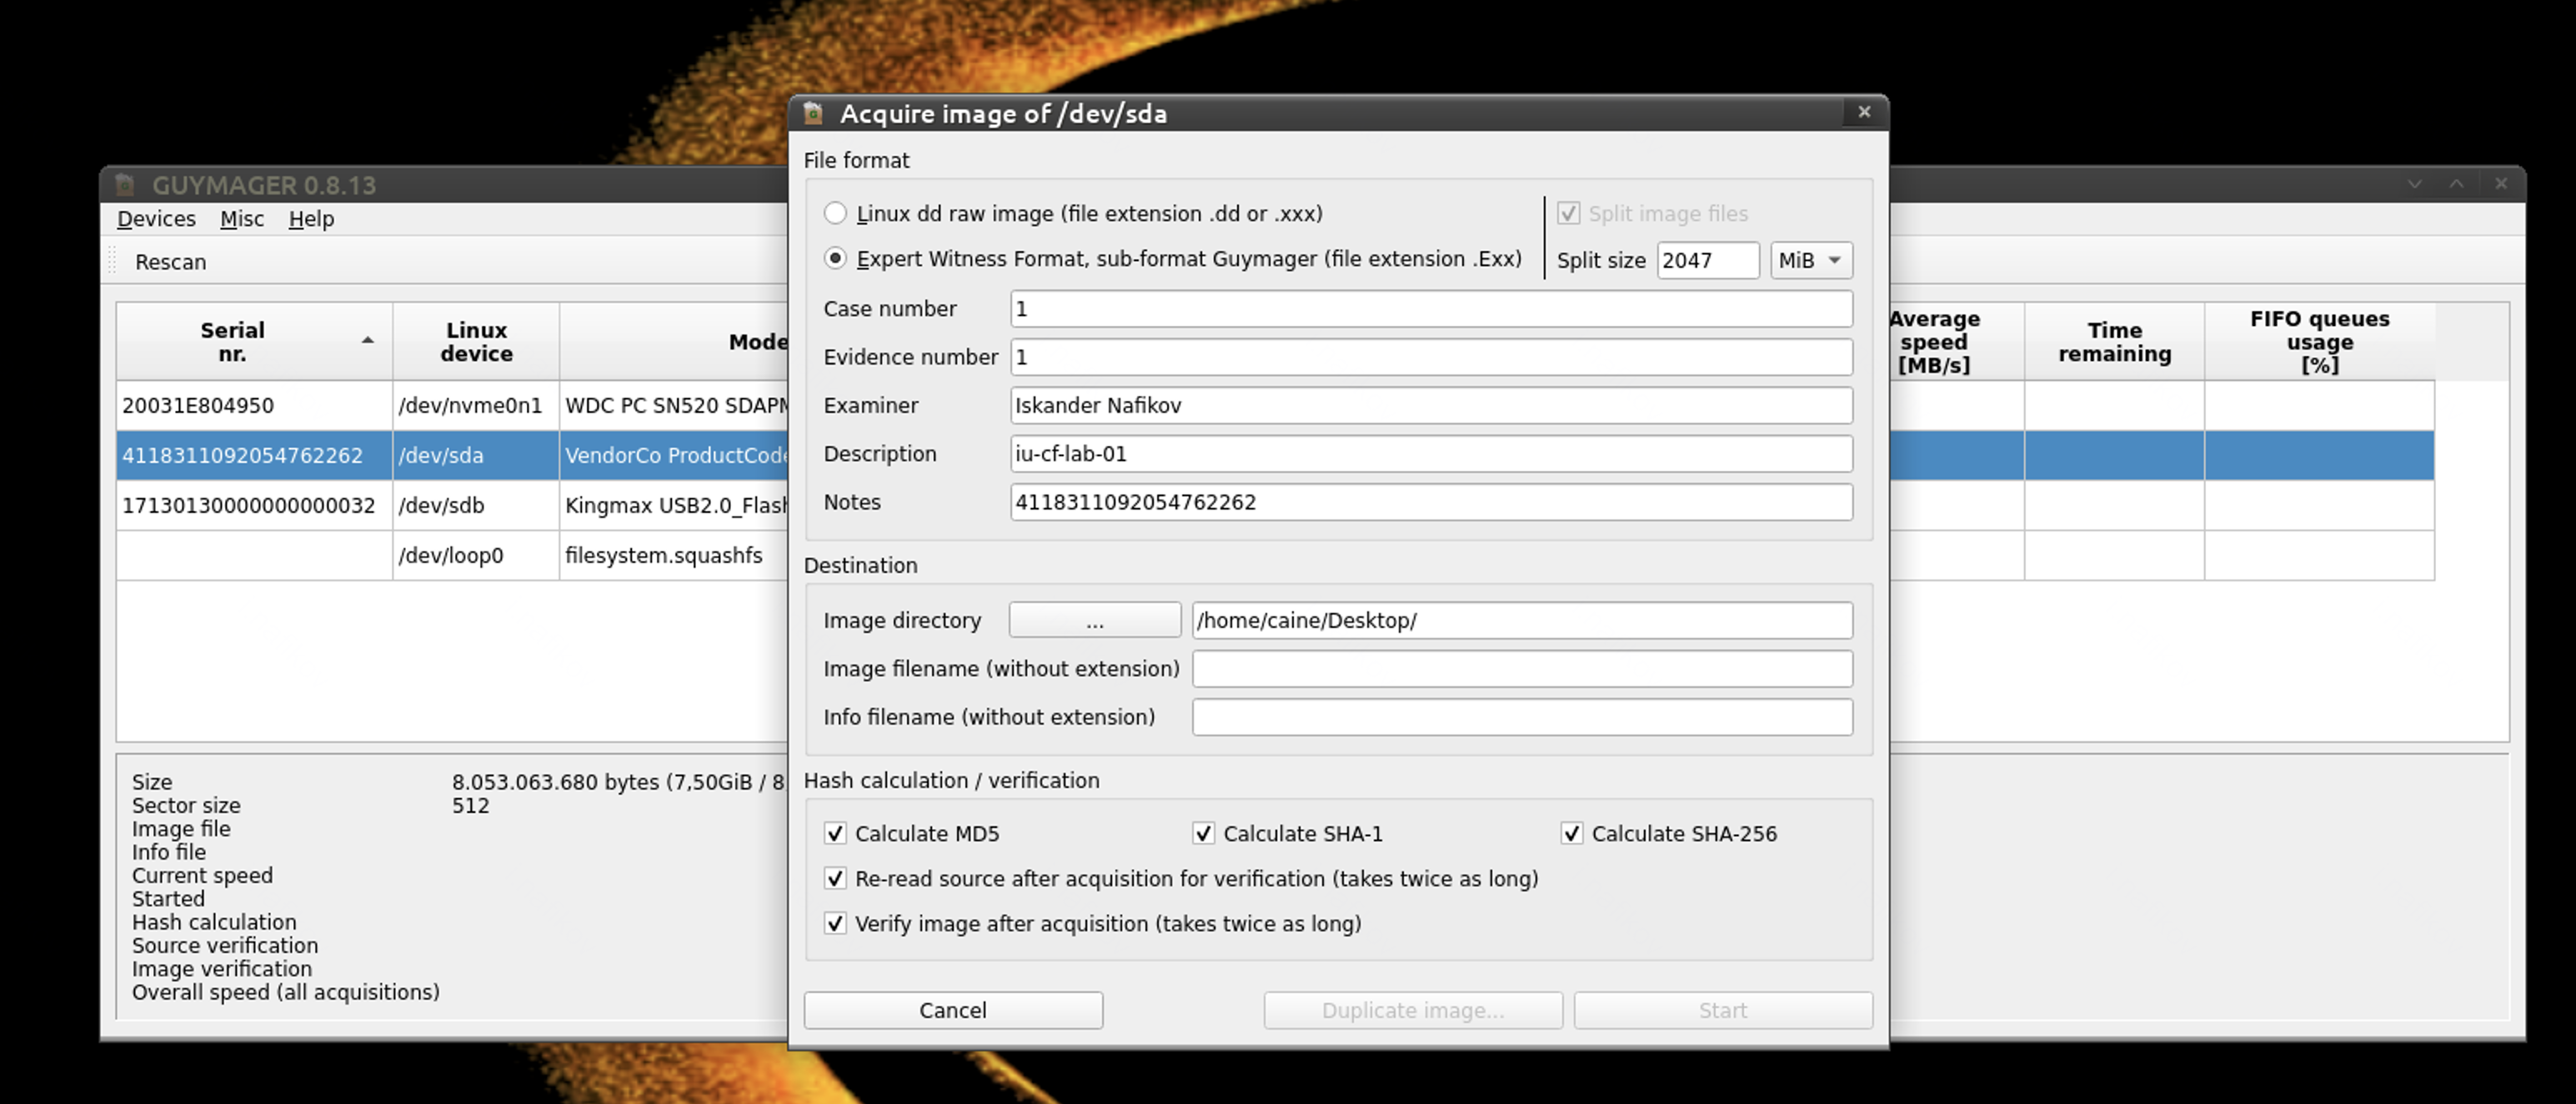 GUYMAGER 0.8.13
Devices Misc Help
Rescan
Serial nr.
Linux device
Average speed [MB/s]
Time remaining
FIFO queues usage [%]
20031E804950 /dev/nvme0n1 WDC PC SN520
4118311092054762262 /dev/sda VendorCo
17130130000000000032 /dev/sdb Kingmax
/dev/loop0 filesystem.squashfs
Size 8.053.063.680 bytes (7,50GiB / 8
Sector size 512
Image file
Info file
Current speed
Started
Hash calculation
Source verification
Image verification
Overall speed (all acquisitions)
Acquire image of /dev/sda
File format
Linux dd raw image (file extension .dd or .xxx)
Split image files
Expert Witness Format, sub-format Guymager (file extension .Exx)
Split size 2047 MiB
Case number 1
Evidence number 1
Examiner Iskander Nafikov
Description iu-cf-lab-01
Notes 4118311092054762262
Destination
Image directory ... /home/caine/Desktop/
Image filename (without extension)
Info filename (without extension)
Hash calculation / verification
Calculate MD5 Calculate SHA-1 Calculate SHA-256
Re-read source after acquisition for verification (takes twice as long)
Verify image after acquisition (takes twice as long)
Cancel Duplicate image... Start